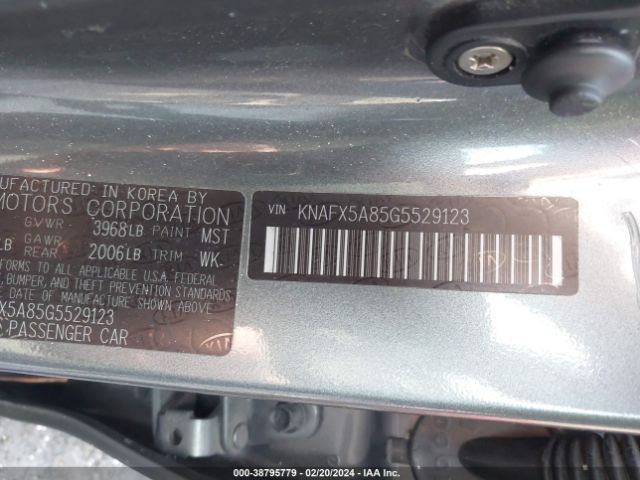 UFACTURED: IN KOREA BY
MOTORS CORPORATION
GVWR 3968LB PAINT MST
LB GAWR REAR 2006LB TRIM WK
FORMS TO ALL APPLICABLE U.S.A. FEDERAL
, BUMPER, AND THEFT PREVENTION STANDARDS
DATE OF MANUFACTURE SHOWN ABOVE
X5A85G5529123
PASSENGER CAR
VIN KNAFX5A85G5529123
000-38795779 — 02/20/2024 — IAA Inc.